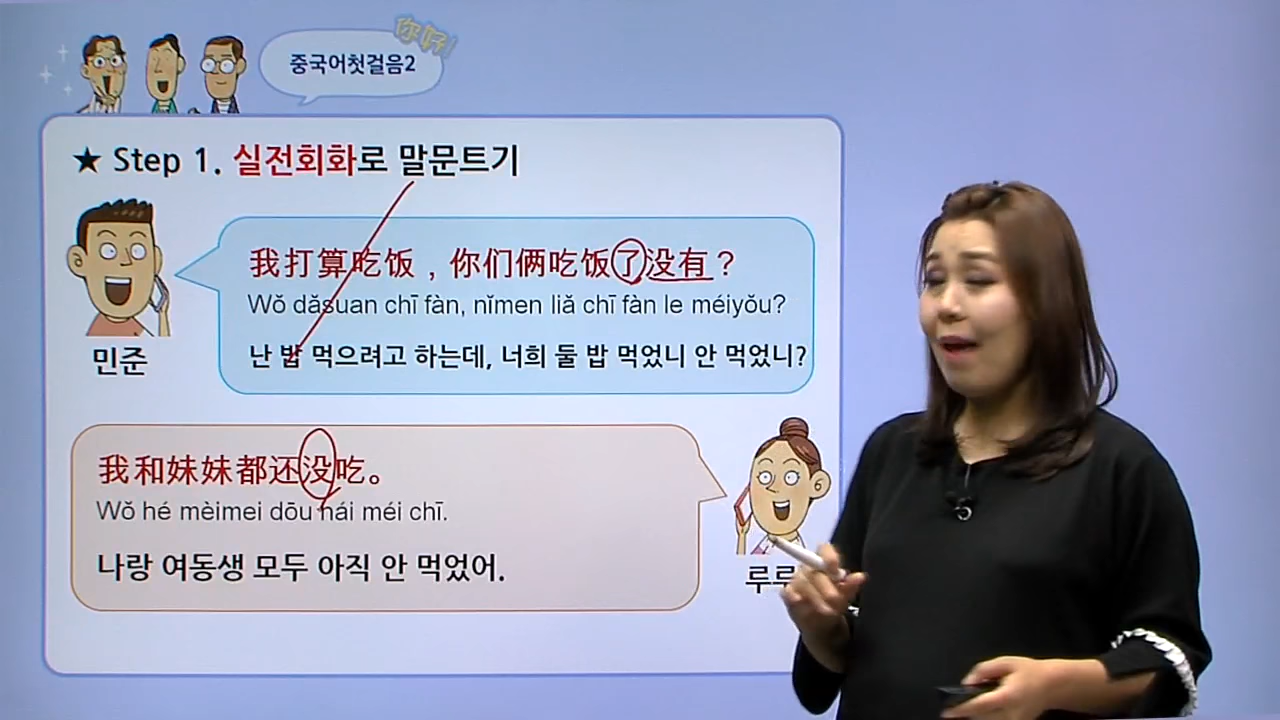 你好!
중국어첫걸음2
★ Step 1. 실전회화로 말문트기
我打算吃饭，你们俩吃饭了没有？
Wǒ dǎsuan chī fàn, nǐmen liǎ chī fàn le méiyǒu?
난 밥 먹으려고 하는데, 너희 둘 밥 먹었니 안 먹었니?
민준
我和妹妹都还没吃。
Wǒ hé mèimei dōu hái méi chī.
나랑 여동생 모두 아직 안 먹었어.
루루